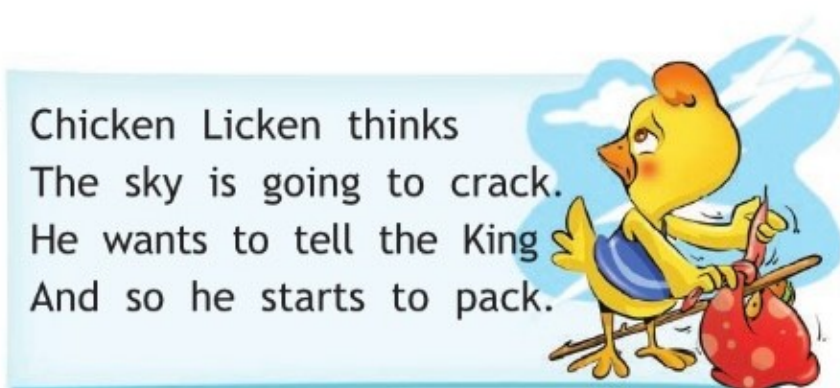 Chicken Licken thinks
The sky is going to crack.
He wants to tell the King
And so he starts to pack.